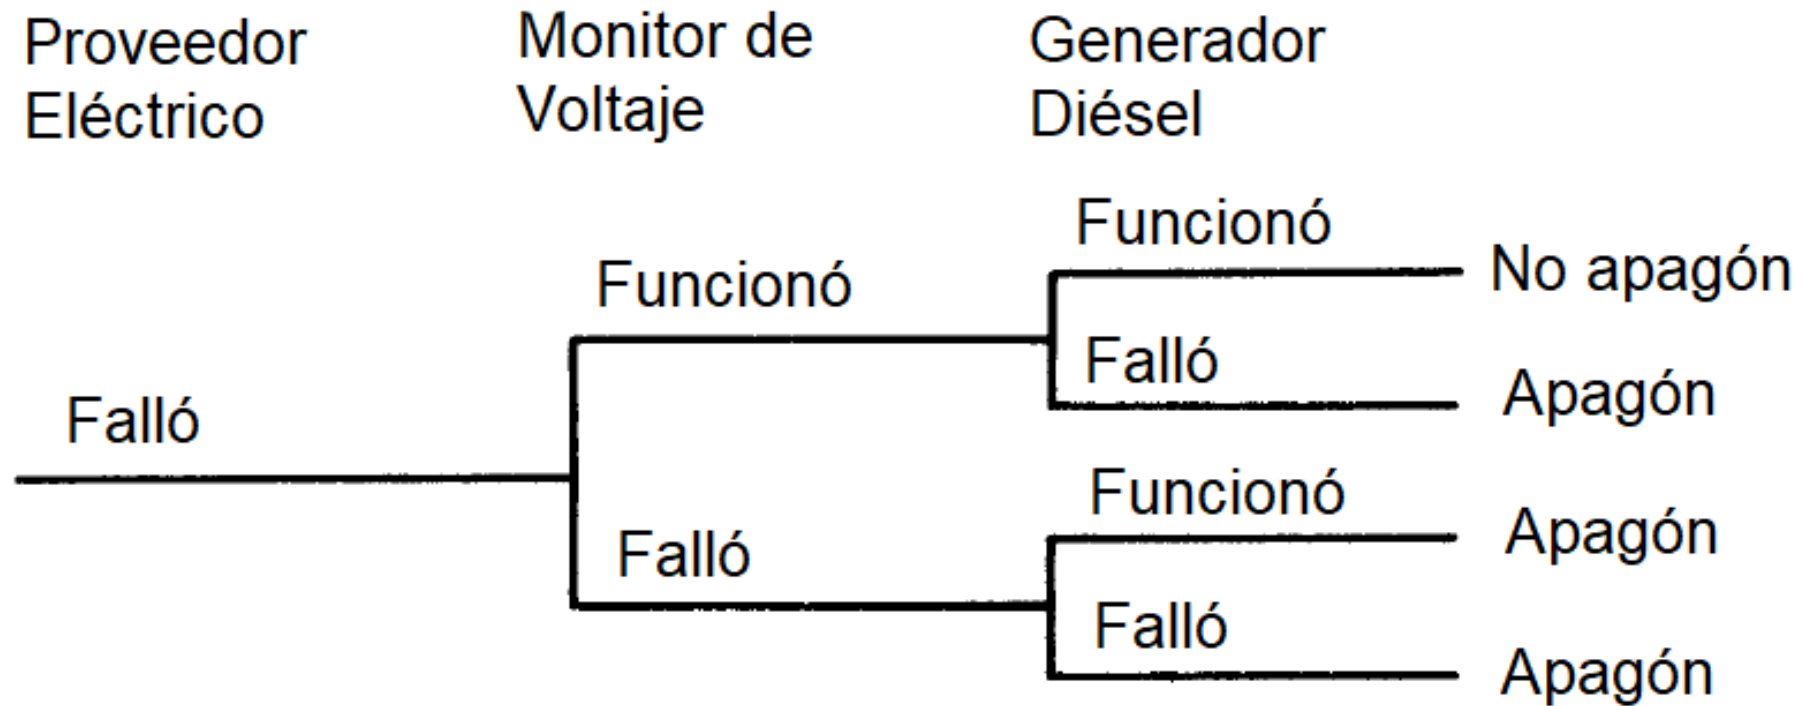 Proveedor
Eléctrico
Monitor de
Voltaje
Generador
Diésel
Funcionó
No apagón
Funcionó
Falló
Apagón
Falló
Funcionó
Apagón
Falló
Falló
Apagón